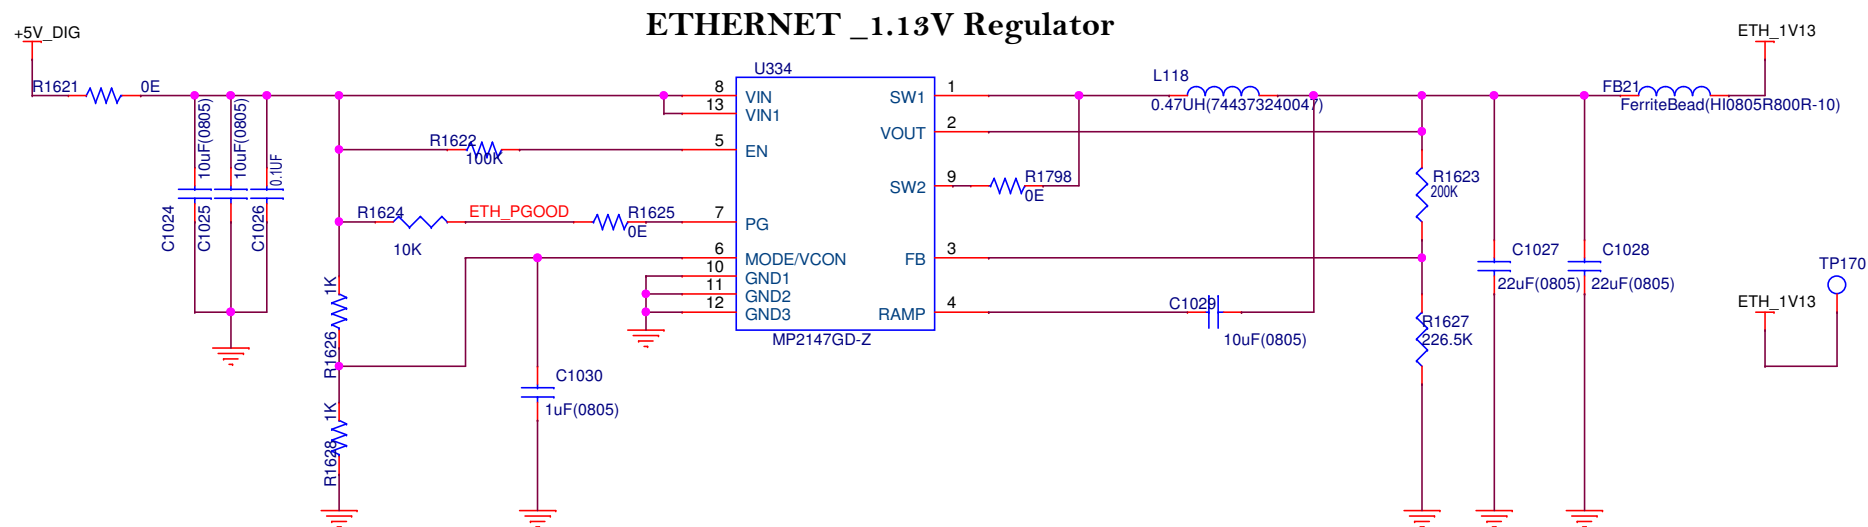 ETHERNET _1.13V Regulator
+5V_DIG
ETH_1V13
R1621
0E
10uF(0805)
10uF(0805)
0.1UF
C1024
C1025
C1026
R1622
100K
R1624
10K
ETH_PGOOD
R1625
0E
1K
R1626
1K
R1628
C1030
1uF(0805)
U334
8
VIN
13
VIN1
5
EN
7
PG
6
MODE/VCON
10
GND1
11
GND2
12
GND3
SW1
1
VOUT
2
SW2
9
FB
3
RAMP
4
MP2147GD-Z
L118
0.47UH(744373240047)
R1798
0E
C1029
10uF(0805)
R1623
200K
R1627
226.5K
C1027
22uF(0805)
C1028
22uF(0805)
FB21
FerriteBead(HI0805R800R-10)
TP170
ETH_1V13